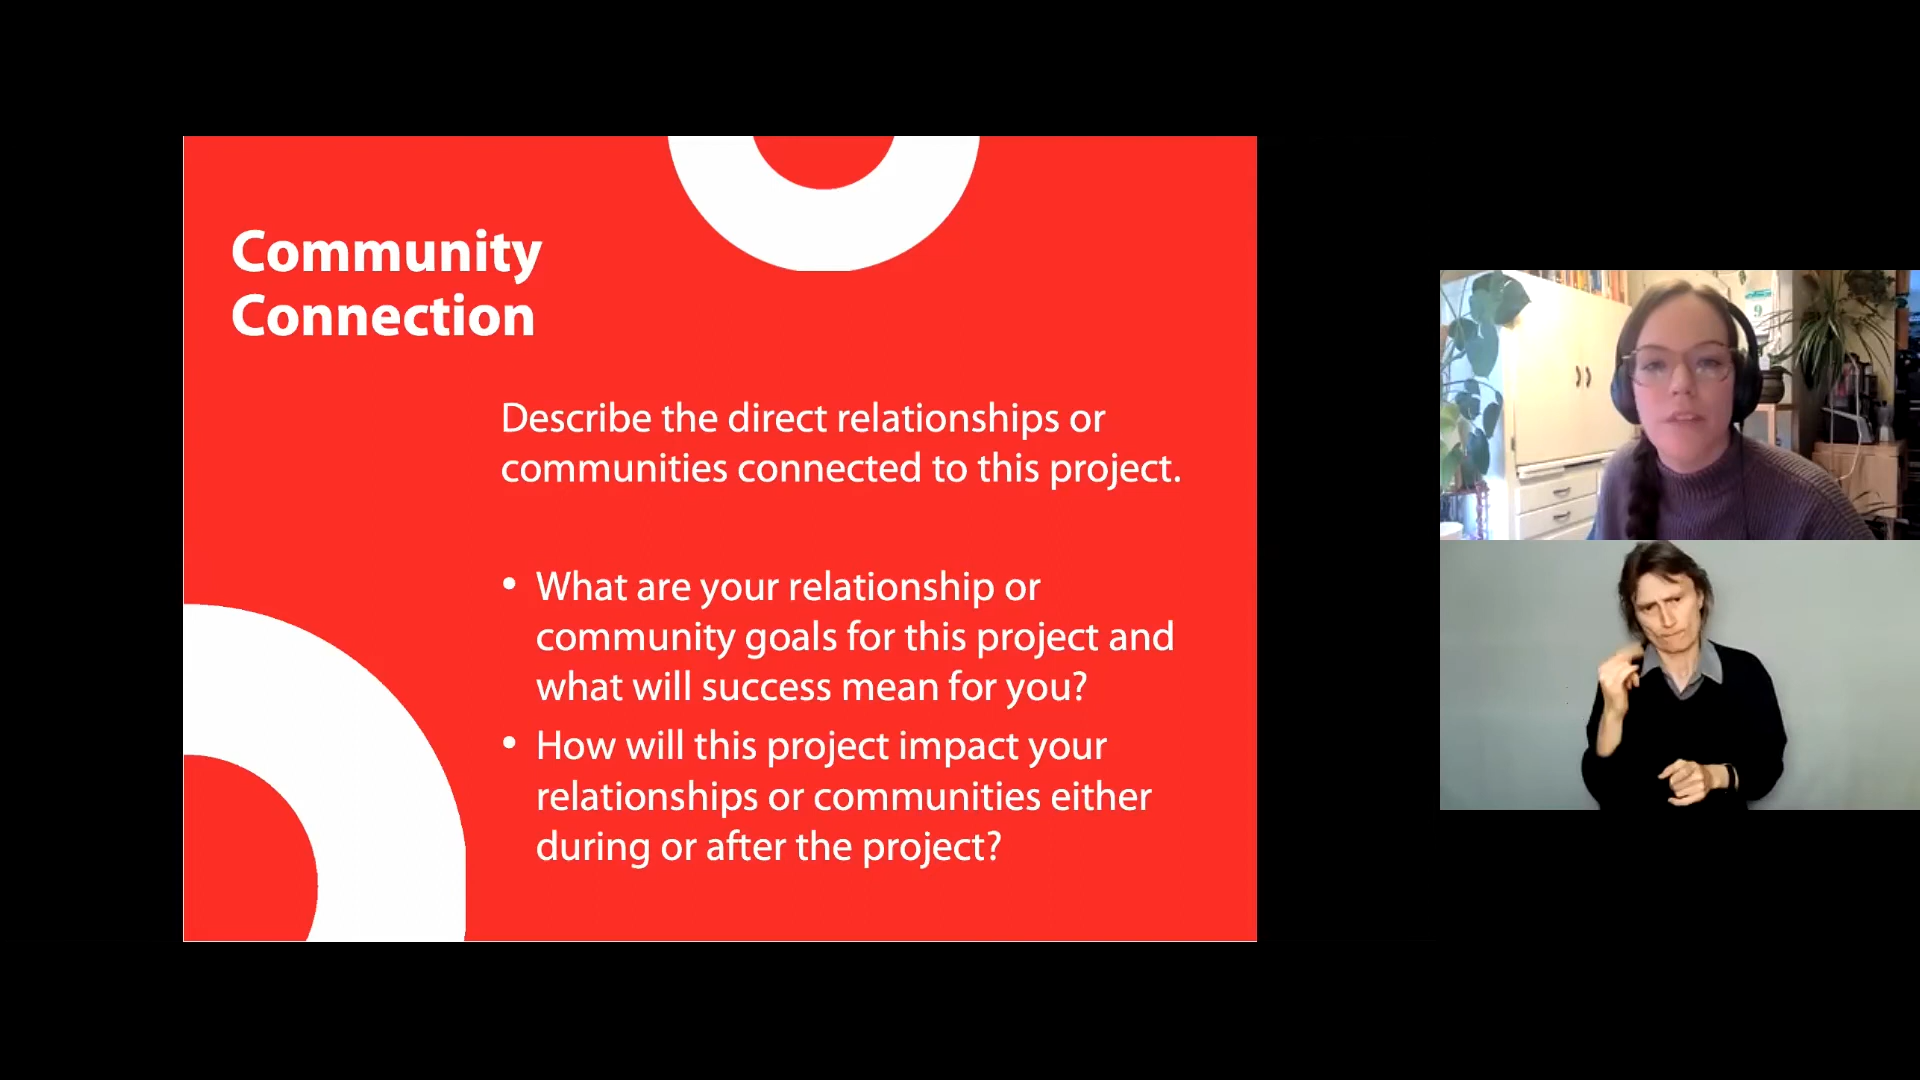 Community
Connection
Describe the direct relationships or
communities connected to this project.
• What are your relationship or
community goals for this project and
what will success mean for you?
• How will this project impact your
relationships or communities either
during or after the project?
9